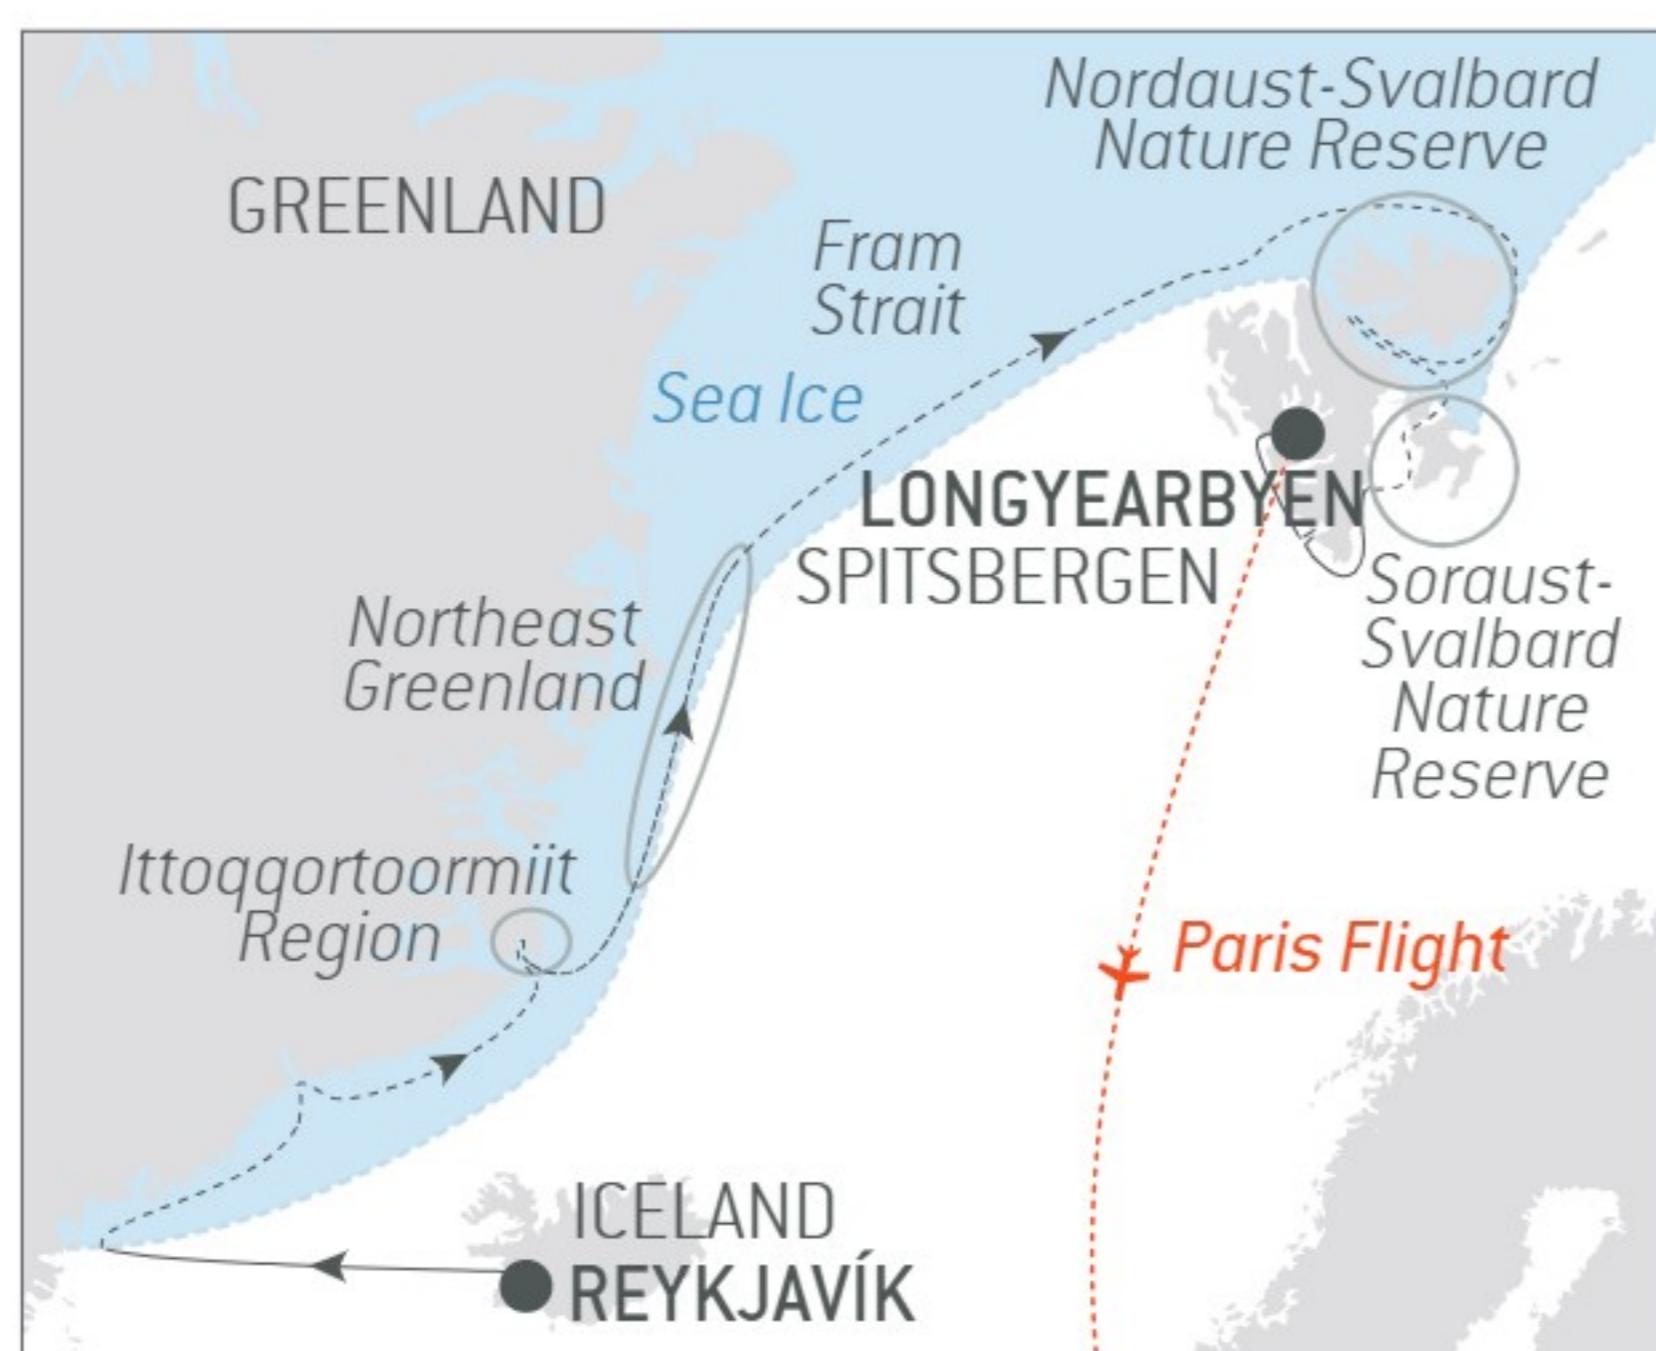 Nordaust-Svalbard
Nature Reserve
GREENLAND
Fram
Strait
Sea Ice
LONGYEARBYEN
SPITSBERGEN
Soraust-
Svalbard
Nature
Reserve
Northeast
Greenland
Ittoqqortoormiit
Region
Paris Flight
ICELAND
REYKJAVÍK